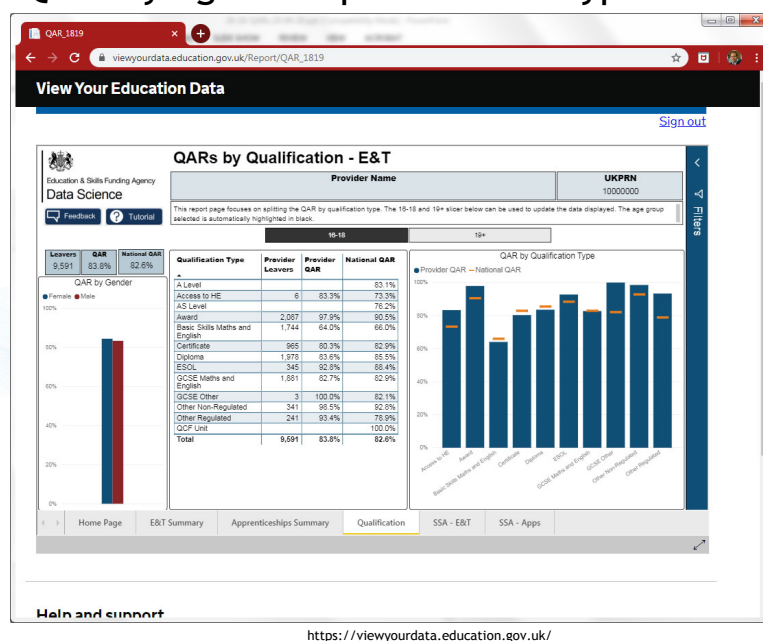 QAR_1819
viewyourdata.education.gov.uk/Report/QAR_1819
View Your Education Data
Sign out
Education & Skills Funding Agency
Data Science
Feedback
Tutorial
QARs by Qualification - E&T
Provider Name
UKPRN
10000000
This report page focuses on splitting the QAR by qualification type. The 16-18 and 19+ slicer below can be used to update the data displayed. The age group
selected is automatically highlighted in black.
Filters
16-18
19+
Leavers QAR National QAR
9,591 83.8% 82.6%
QAR by Gender
Female Male
100%
80%
60%
40%
20%
0%
Qualification Type Provider Leavers Provider QAR National QAR
A Level 83.1%
Access to HE 6 83.3% 73.3%
AS Level 76.2%
Award 2,087 97.9% 90.5%
Basic Skills Maths and English 1,744 64.0% 66.0%
Certificate 965 80.3% 82.9%
Diploma 1,978 83.6% 85.5%
ESOL 345 92.8% 88.4%
GCSE Maths and English 1,881 82.7% 82.9%
GCSE Other 3 100.0% 82.1%
Other Non-Regulated 341 98.5% 92.8%
Other Regulated 241 93.4% 78.9%
QCF Unit 100.0%
Total 9,591 83.8% 82.6%
QAR by Qualification Type
Provider QAR National QAR
100%
80%
60%
40%
20%
0%
Access to HE
Award
Basic Skills Maths and English
Certificate
Diploma
ESOL
GCSE Maths and English
GCSE Other
Other Non-Regulated
Other Regulated
Home Page E&T Summary Apprenticeships Summary Qualification SSA - E&T SSA - Apps
Help and support
https://viewyourdata.education.gov.uk/